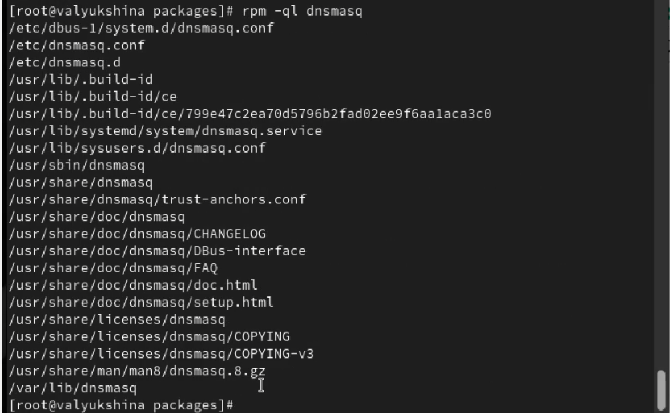 [root@valyukshina packages]# rpm -ql dnsmasq
/etc/dbus-1/system.d/dnsmasq.conf
/etc/dnsmasq.conf
/etc/dnsmasq.d
/usr/lib/.build-id
/usr/lib/.build-id/ce
/usr/lib/.build-id/ce/799e47c2ea70d5796b2fad02ee9f6aa1aca3c0
/usr/lib/systemd/system/dnsmasq.service
/usr/lib/sysusers.d/dnsmasq.conf
/usr/sbin/dnsmasq
/usr/share/dnsmasq
/usr/share/dnsmasq/trust-anchors.conf
/usr/share/doc/dnsmasq
/usr/share/doc/dnsmasq/CHANGELOG
/usr/share/doc/dnsmasq/DBus-interface
/usr/share/doc/dnsmasq/FAQ
/usr/share/doc/dnsmasq/doc.html
/usr/share/doc/dnsmasq/setup.html
/usr/share/licenses/dnsmasq
/usr/share/licenses/dnsmasq/COPYING
/usr/share/licenses/dnsmasq/COPYING-v3
/usr/share/man/man8/dnsmasq.8.gz
/var/lib/dnsmasq
[root@valyukshina packages]#